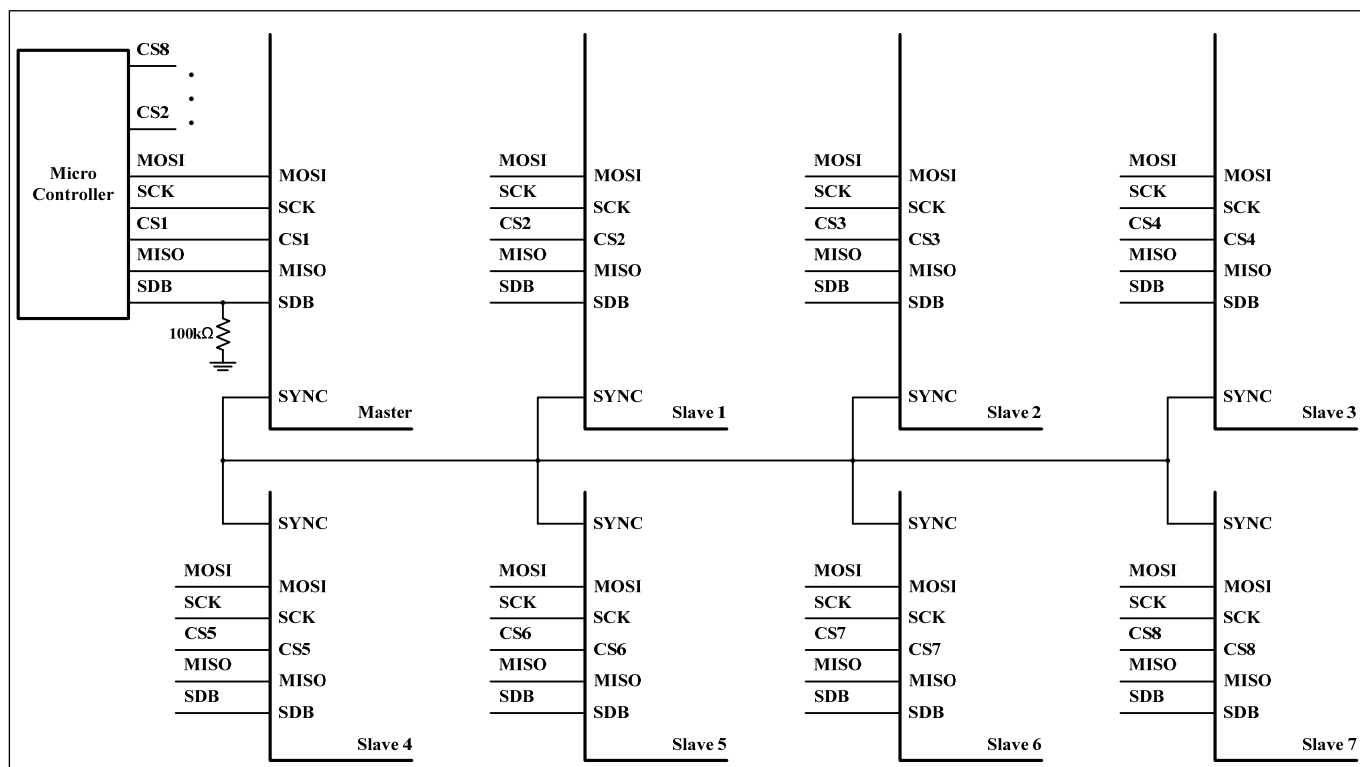 CS8
CS2
Micro
Controller
MOSI
SCK
CS1
MISO
SDB
100kΩ
MOSI
SCK
CS1
MISO
SDB
SYNC
Master
MOSI
SCK
CS2
MISO
SDB
MOSI
SCK
CS2
MISO
SDB
SYNC
Slave 1
MOSI
SCK
CS3
MISO
SDB
MOSI
SCK
CS3
MISO
SDB
SYNC
Slave 2
MOSI
SCK
CS4
MISO
SDB
MOSI
SCK
CS4
MISO
SDB
SYNC
Slave 3
SYNC
MOSI
SCK
CS5
MISO
SDB
MOSI
SCK
CS5
MISO
SDB
Slave 4
SYNC
MOSI
SCK
CS6
MISO
SDB
MOSI
SCK
CS6
MISO
SDB
Slave 5
SYNC
MOSI
SCK
CS7
MISO
SDB
MOSI
SCK
CS7
MISO
SDB
Slave 6
SYNC
MOSI
SCK
CS8
MISO
SDB
MOSI
SCK
CS8
MISO
SDB
Slave 7